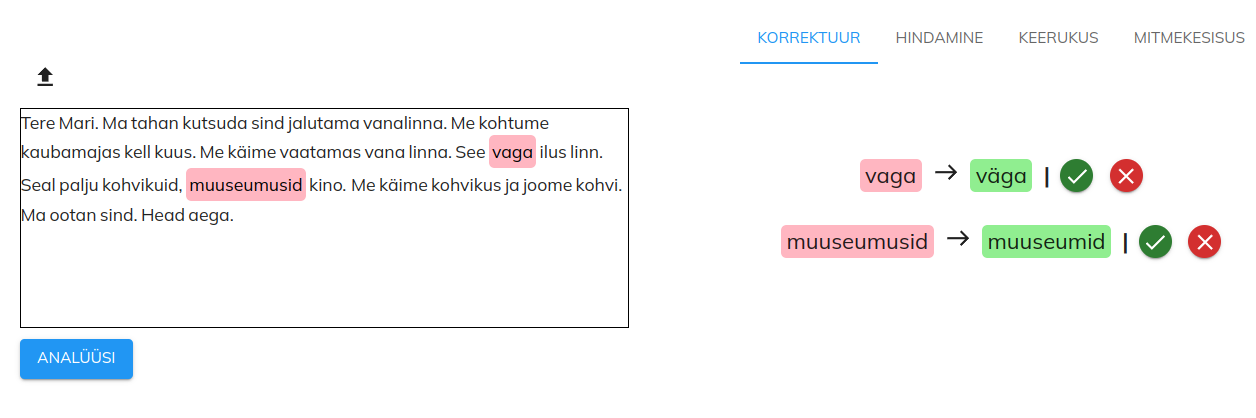 KORREKTUUR HINDAMINE KEERUKUS MITMEKESISUS
Tere Mari. Ma tahan kutsuda sind jalutama vanalinna. Me kohtume
kaubamajas kell kuus. Me käime vaatamas vana linna. See vaga ilus linn.
Seal palju kohvikuid, muuseumusid kino. Me käime kohvikus ja joome kohvi.
Ma ootan sind. Head aega.
vaga → väga |
muuseumusid → muuseumid |
ANALÜÜSI